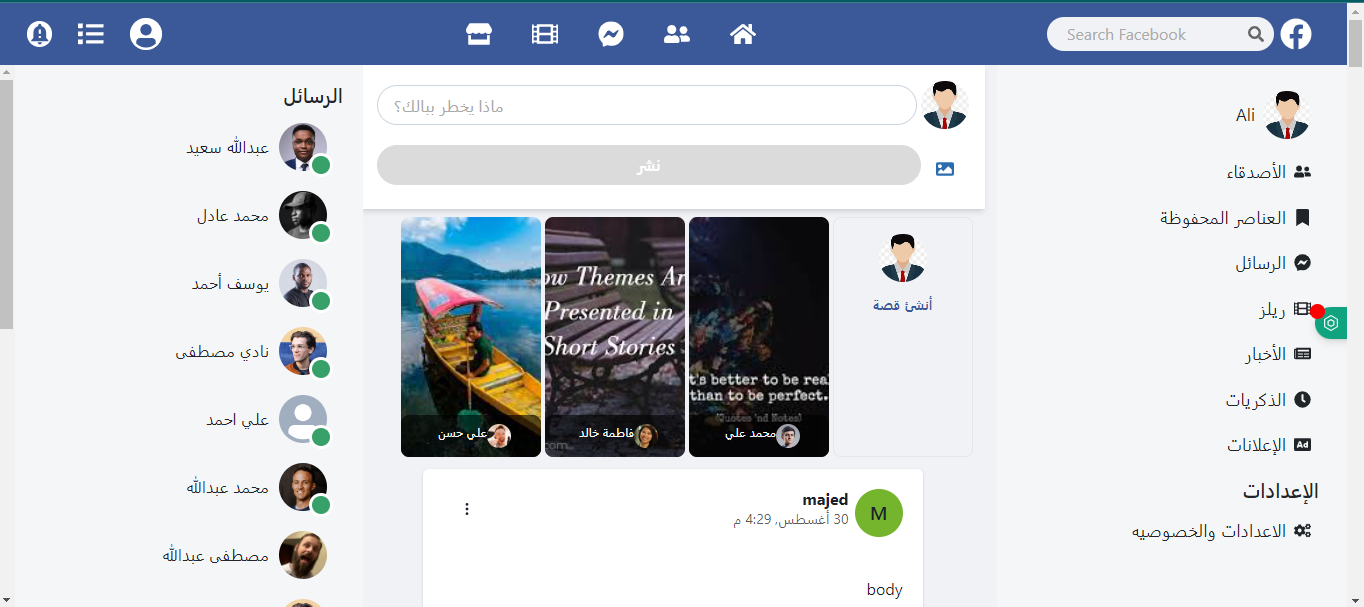 Search Facebook
Ali
الأصدقاء
العناصر المحفوظة
الرسائل
ريلز
الأخبار
الذكريات
الإعلانات
Ad
الإعدادات
الاعدادات والخصوصيه
ماذا يخطر ببالك؟
نشر
أنشئ قصة
t's better to be real
than to be perfect.
(Quotes 'nd Notes)
محمد علي
ow Themes Ar
Presented in
Short Stories
com
فاطمة خالد
علي حسن
M
majed
30 أغسطس, 4:29 م
body
الرسائل
عبدالله سعيد
محمد عادل
يوسف أحمد
نادي مصطفى
علي احمد
محمد عبدالله
مصطفى عبدالله